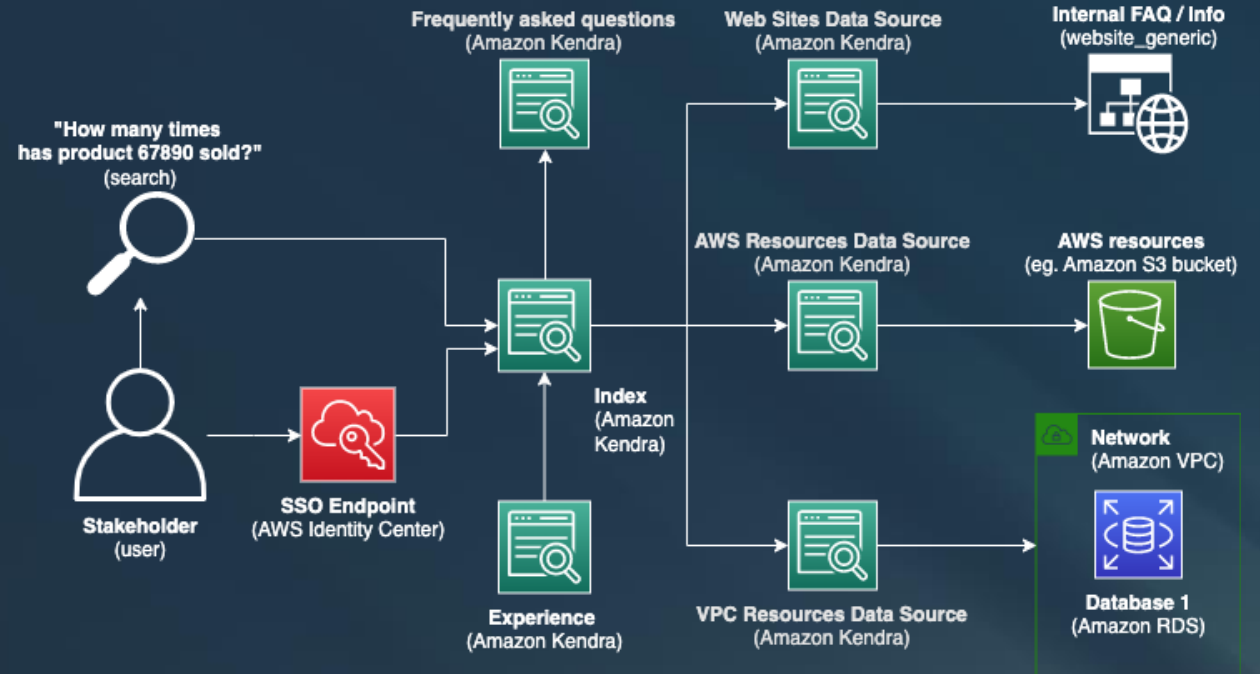 Frequently asked questions
(Amazon Kendra)
Web Sites Data Source
(Amazon Kendra)
Internal FAQ / Info
(website_generic)
"How many times
has product 67890 sold?"
(search)
AWS Resources Data Source
(Amazon Kendra)
AWS resources
(eg. Amazon S3 bucket)
Index
(Amazon
Kendra)
Network
(Amazon VPC)
SSO Endpoint
(AWS Identity Center)
Stakeholder
(user)
Experience
(Amazon Kendra)
VPC Resources Data Source
(Amazon Kendra)
Database 1
(Amazon RDS)